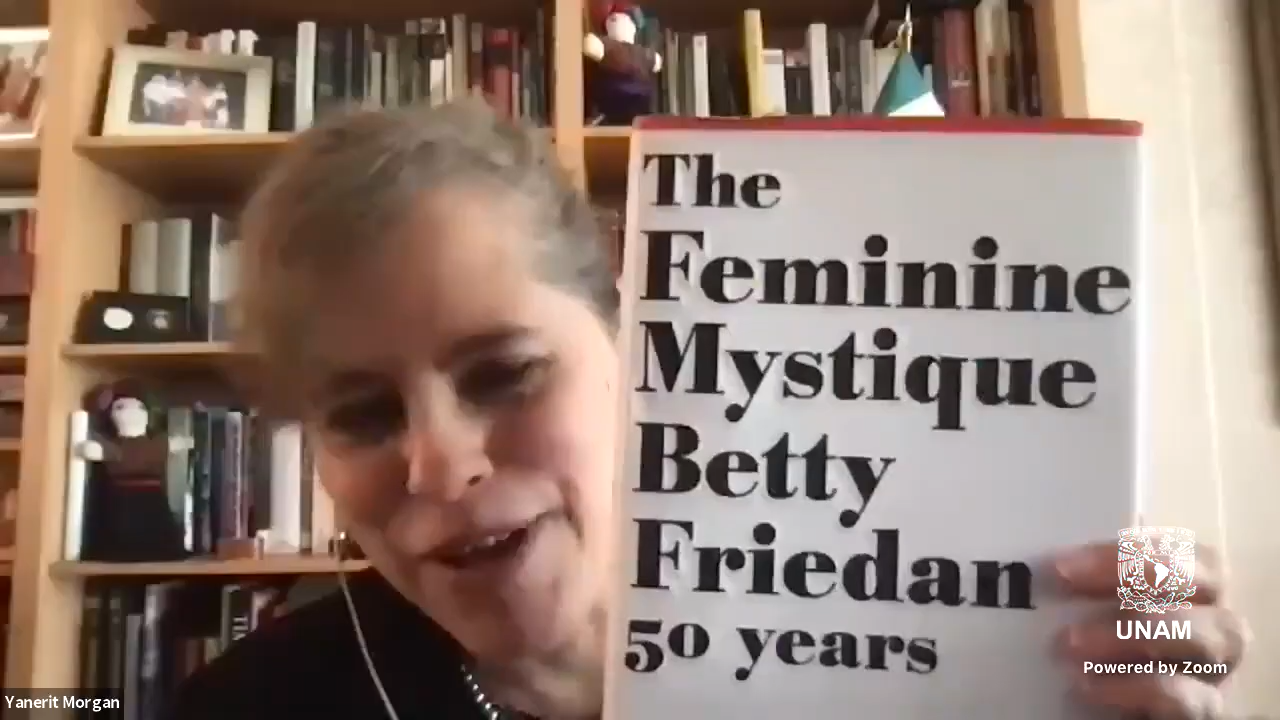 The
Feminine
Mystique
Betty
Friedan
50 years
UNAM
Powered by Zoom
Yanerit Morgan